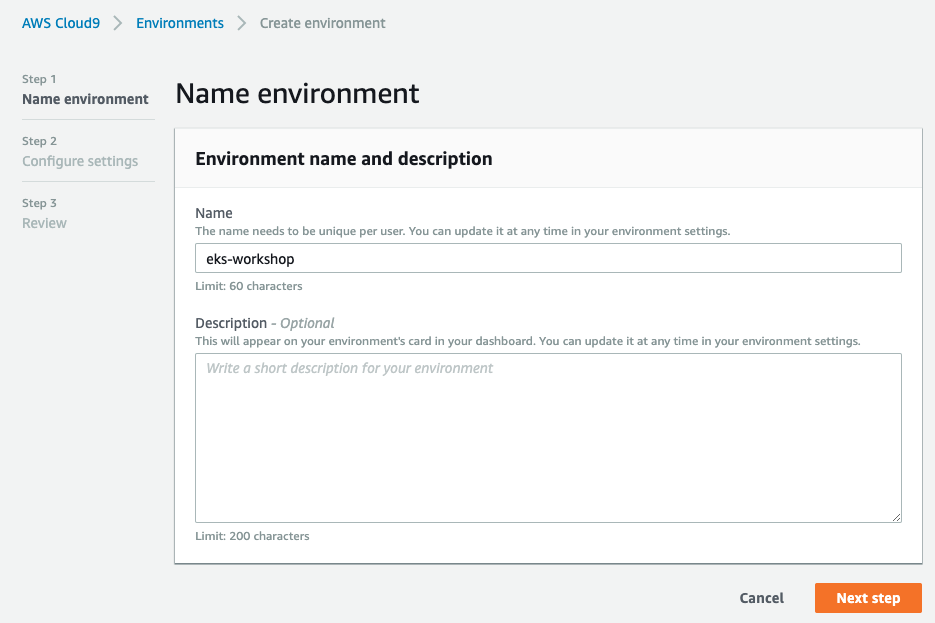 AWS Cloud9 > Environments > Create environment
Step 1
Name environment
Step 2
Configure settings
Step 3
Review
Name environment
Environment name and description
Name
The name needs to be unique per user. You can update it at any time in your environment settings.
eks-workshop
Limit: 60 characters
Description - Optional
This will appear on your environment's card in your dashboard. You can update it at any time in your environment settings.
Write a short description for your environment
Limit: 200 characters
Cancel
Next step